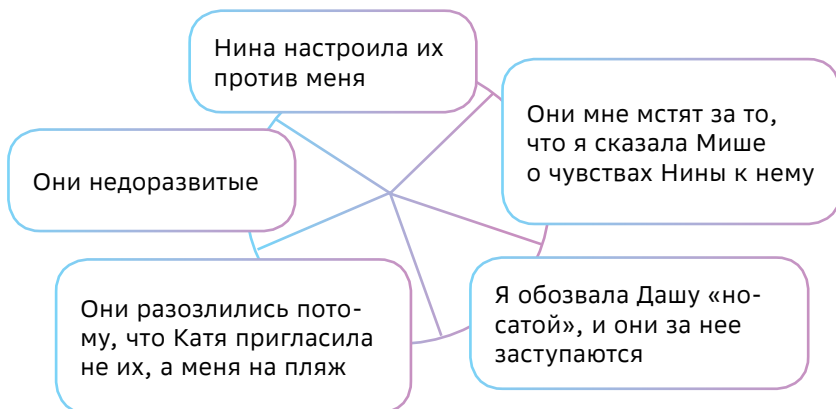 Нина настроила их
против меня
Они мне мстят за то,
что я сказала Мише
о чувствах Нины к нему
Они недоразвитые
Они разозлились пото-
му, что Катя пригласила
не их, а меня на пляж
Я обозвала Дашу «но-
сатой», и они за нее
заступаются